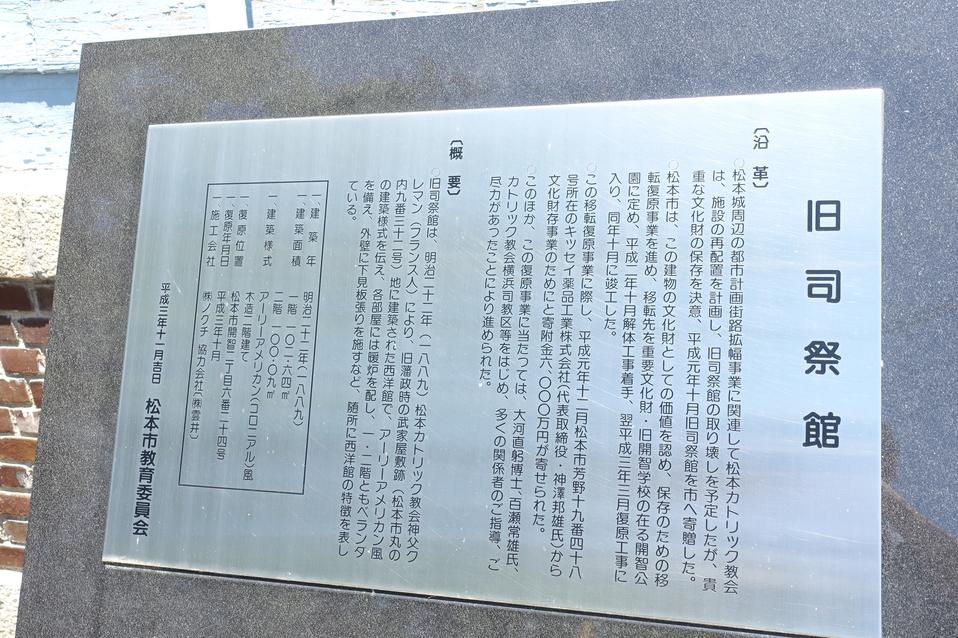 旧司祭館
〔沿革〕
○松本城周辺の都市計画街路拡幅事業に関連して松本カトリック教会
は、施設の再配置を計画し、旧司祭館の取り壊しを予定したが、貴
重な文化財の保存を決意、平成元年十月旧司祭館を市へ寄贈した。
○松本市は、この建物の文化財としての価値を認め、保存のための移
転復原事業を進め、移転先を重要文化財・旧開智学校の在る開智公
園に定め、平成二年十月解体工事着手、翌平成三年三月復原工事に
入り、同年十月に竣工した。
○この移転復原事業に際し、平成元年十二月松本市芳野十九番四十八
号所在のキッセイ薬品工業株式会社(代表取締役・神澤邦雄氏)から
文化財保存事業のためにと寄附金六、〇〇〇万円が寄せられた。
○このほか、この復原事業に当たっては、大河直躬博士、百瀬常雄氏、
カトリック教会横浜司教区等をはじめ、多くの関係者のご指導、ご
尽力があったことにより進められた。
〔概要〕
○旧司祭館は、明治二十二年(一八八九)松本カトリック教会神父ク
レマン(フランス人)により、旧藩政時の武家屋敷跡(松本市丸の
内九番三十二号)地に建築された西洋館で、アーリーアメリカン風
の建築様式を伝え、各部屋には暖炉を配し、一・二階ともベランダ
を備え、外壁に下見板張りを施すなど、随所に西洋館の特徴を表し
ている。
一、建築年 明治二十二年(一八八九)
一、建築面積 一階 一〇二・六四㎡
二階 一〇〇・〇九㎡
一、建築様式 アーリーアメリカン(コロニアル)風
木造二階建て
一、復原位置 松本市開智二丁目六番二十四号
一、復原年月日 平成三年十月
一、施工会社 ㈱ノグチ 協力会社(㈱雲井)
平成三年十一月吉日 松本市教育委員会